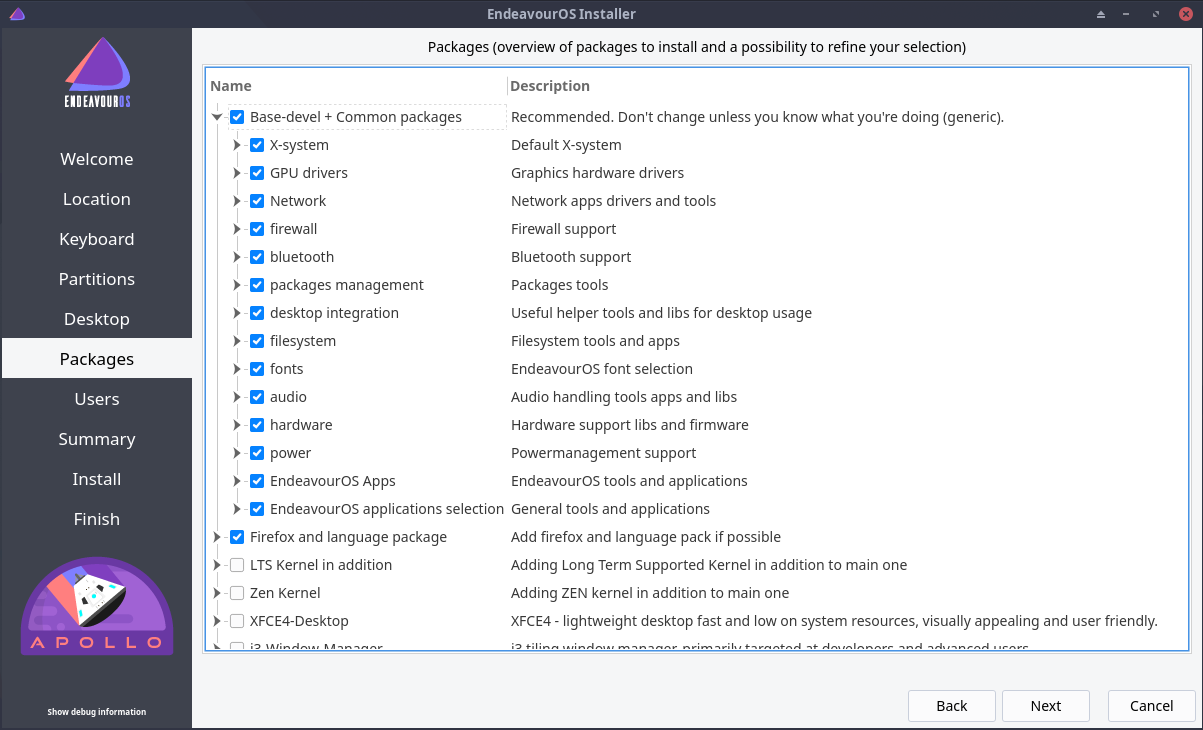 EndeavourOS Installer
ENDEAVOUROS
Welcome
Location
Keyboard
Partitions
Desktop
Packages
Users
Summary
Install
Finish
APOLLO
Show debug information
Packages (overview of packages to install and a possibility to refine your selection)
Name Description
Base-devel + Common packages Recommended. Don't change unless you know what you're doing (generic).
X-system Default X-system
GPU drivers Graphics hardware drivers
Network Network apps drivers and tools
firewall Firewall support
bluetooth Bluetooth support
packages management Packages tools
desktop integration Useful helper tools and libs for desktop usage
filesystem Filesystem tools and apps
fonts EndeavourOS font selection
audio Audio handling tools apps and libs
hardware Hardware support libs and firmware
power Powermanagement support
EndeavourOS Apps EndeavourOS tools and applications
EndeavourOS applications selection General tools and applications
Firefox and language package Add firefox and language pack if possible
LTS Kernel in addition Adding Long Term Supported Kernel in addition to main one
Zen Kernel Adding ZEN kernel in addition to main one
XFCE4-Desktop XFCE4 - lightweight desktop fast and low on system resources, visually appealing and user friendly.
i3-Window-Manager i3 tiling window manager, primarily targeted at developers and advanced users.
Back Next Cancel